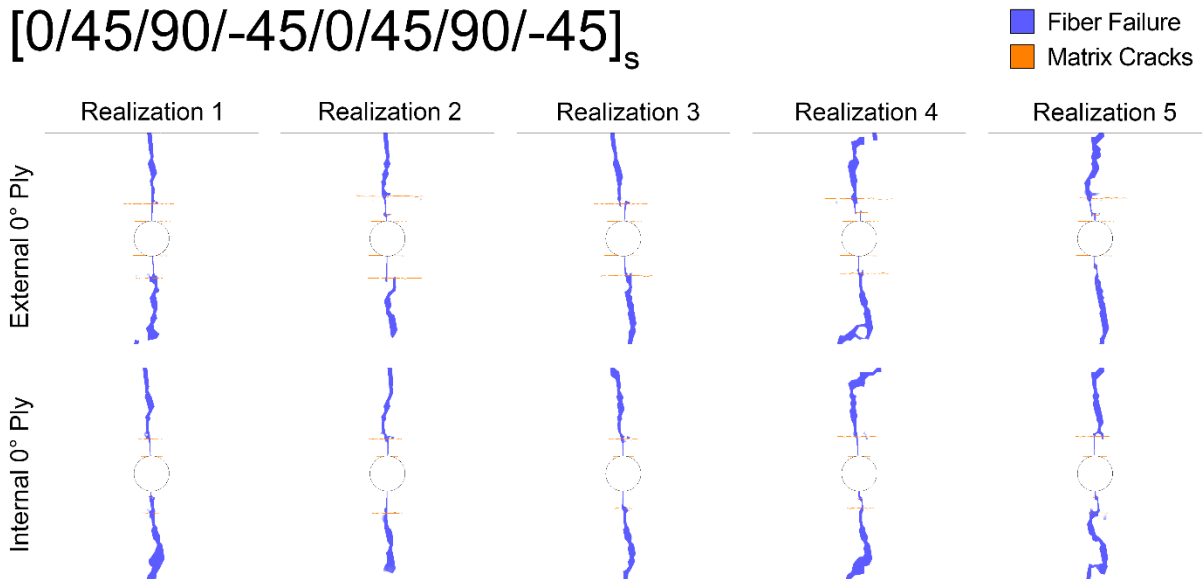 [0/45/90/-45/0/45/90/-45]s
Fiber Failure
Matrix Cracks
Realization 1
Realization 2
Realization 3
Realization 4
Realization 5
External 0° Ply
Internal 0° Ply